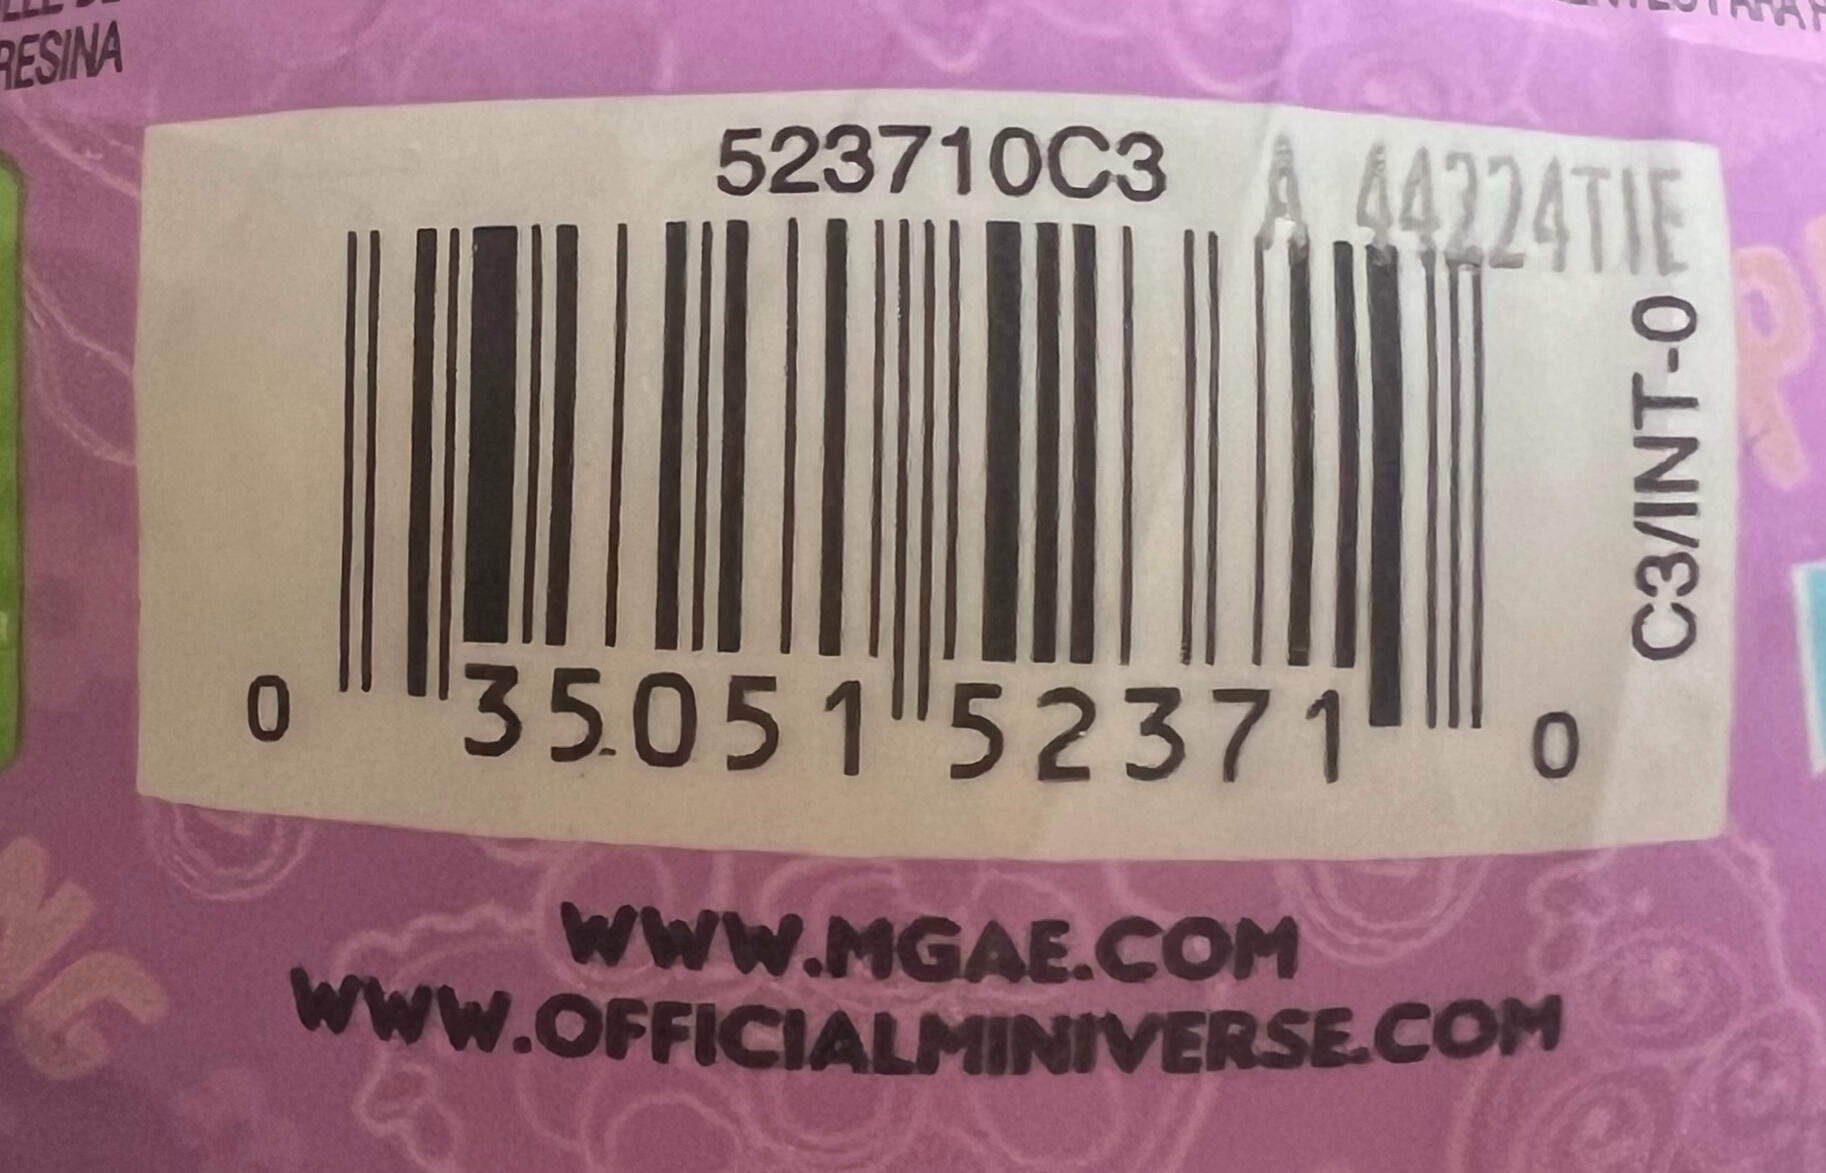 RESINA
523710C3
A 44224TIE
C3/INT-0
0 35051 52371 0
WWW.MGAE.COM
WWW.OFFICIALMINIVERSE.COM